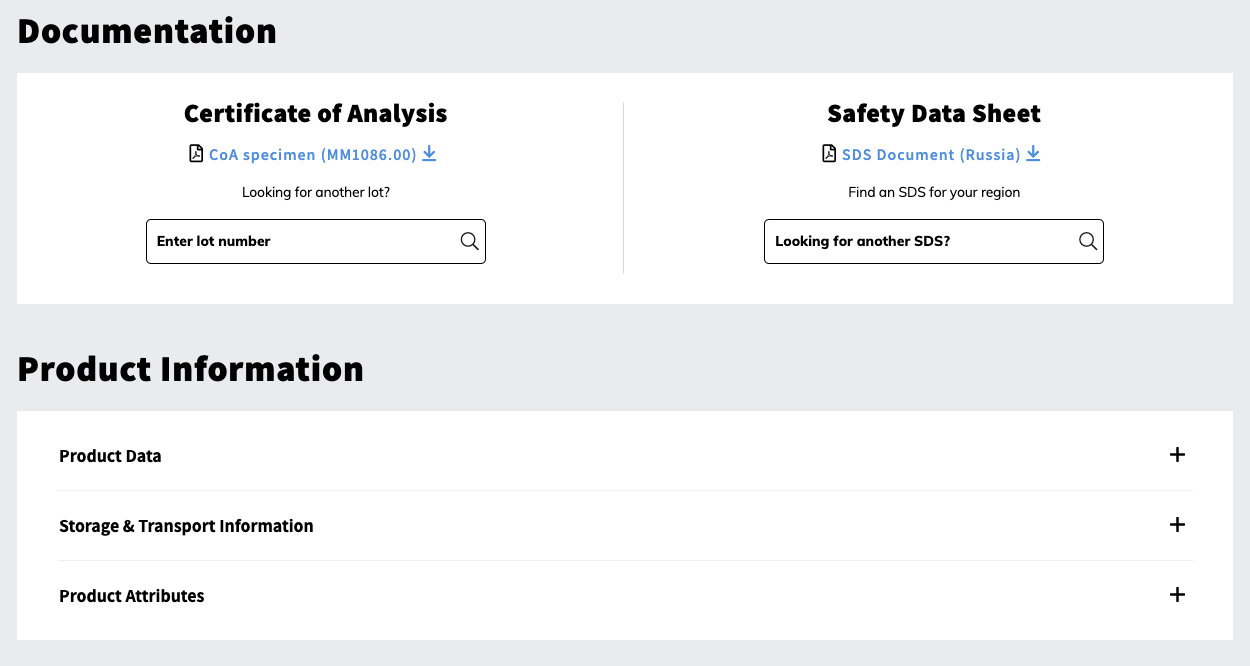 Documentation
Certificate of Analysis
CoA specimen (MM1086.00)
Looking for another lot?
Enter lot number
Safety Data Sheet
SDS Document (Russia)
Find an SDS for your region
Looking for another SDS?
Product Information
Product Data
Storage & Transport Information
Product Attributes